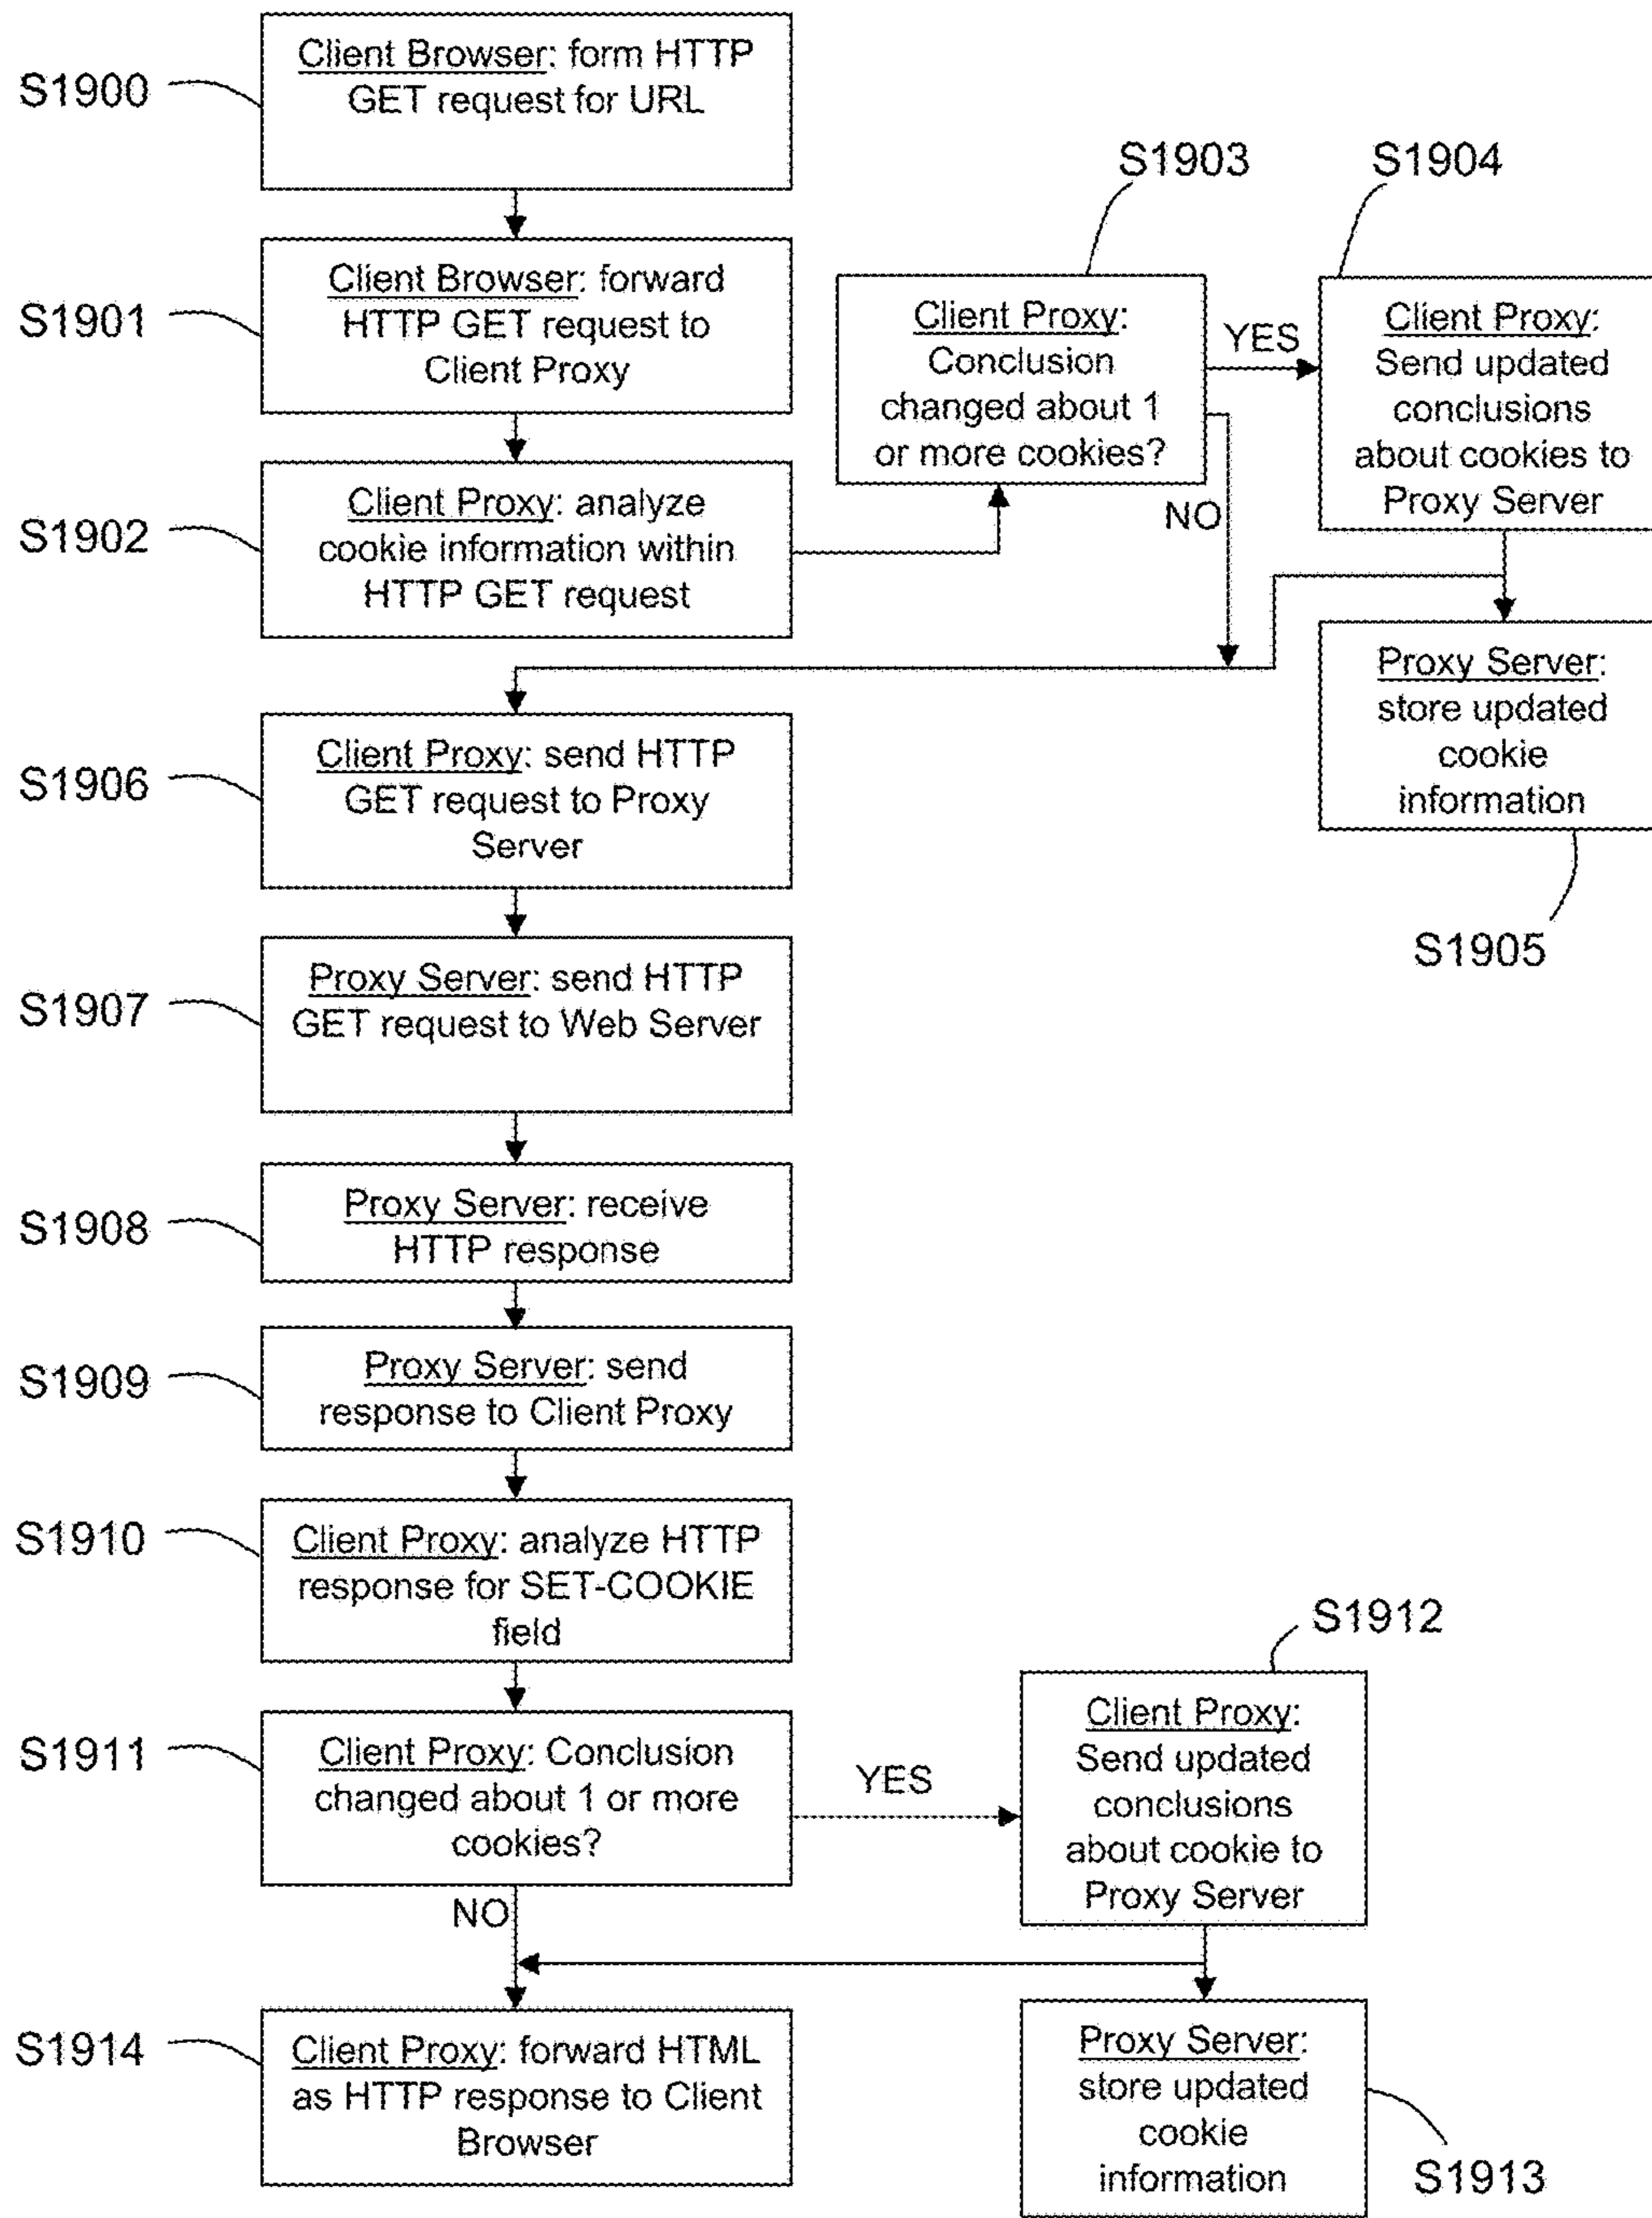 S1900
Client Browser: form HTTP
GET request for URL
S1901
Client Browser: forward
HTTP GET request to
Client Proxy
S1902
Client Proxy: analyze
cookie information within
HTTP GET request
S1903
Client Proxy:
Conclusion
changed about 1
or more cookies?
YES
NO
S1904
Client Proxy:
Send updated
conclusions
about cookies to
Proxy Server
Proxy Server:
store updated
cookie
information
S1905
S1906
Client Proxy: send HTTP
GET request to Proxy
Server
S1907
Proxy Server: send HTTP
GET request to Web Server
S1908
Proxy Server: receive
HTTP response
S1909
Proxy Server: send
response to Client Proxy
S1910
Client Proxy: analyze HTTP
response for SET-COOKIE
field
S1911
Client Proxy: Conclusion
changed about 1 or more
cookies?
YES
NO
S1912
Client Proxy:
Send updated
conclusions
about cookie to
Proxy Server
Proxy Server:
store updated
cookie
information
S1913
S1914
Client Proxy: forward HTML
as HTTP response to Client
Browser